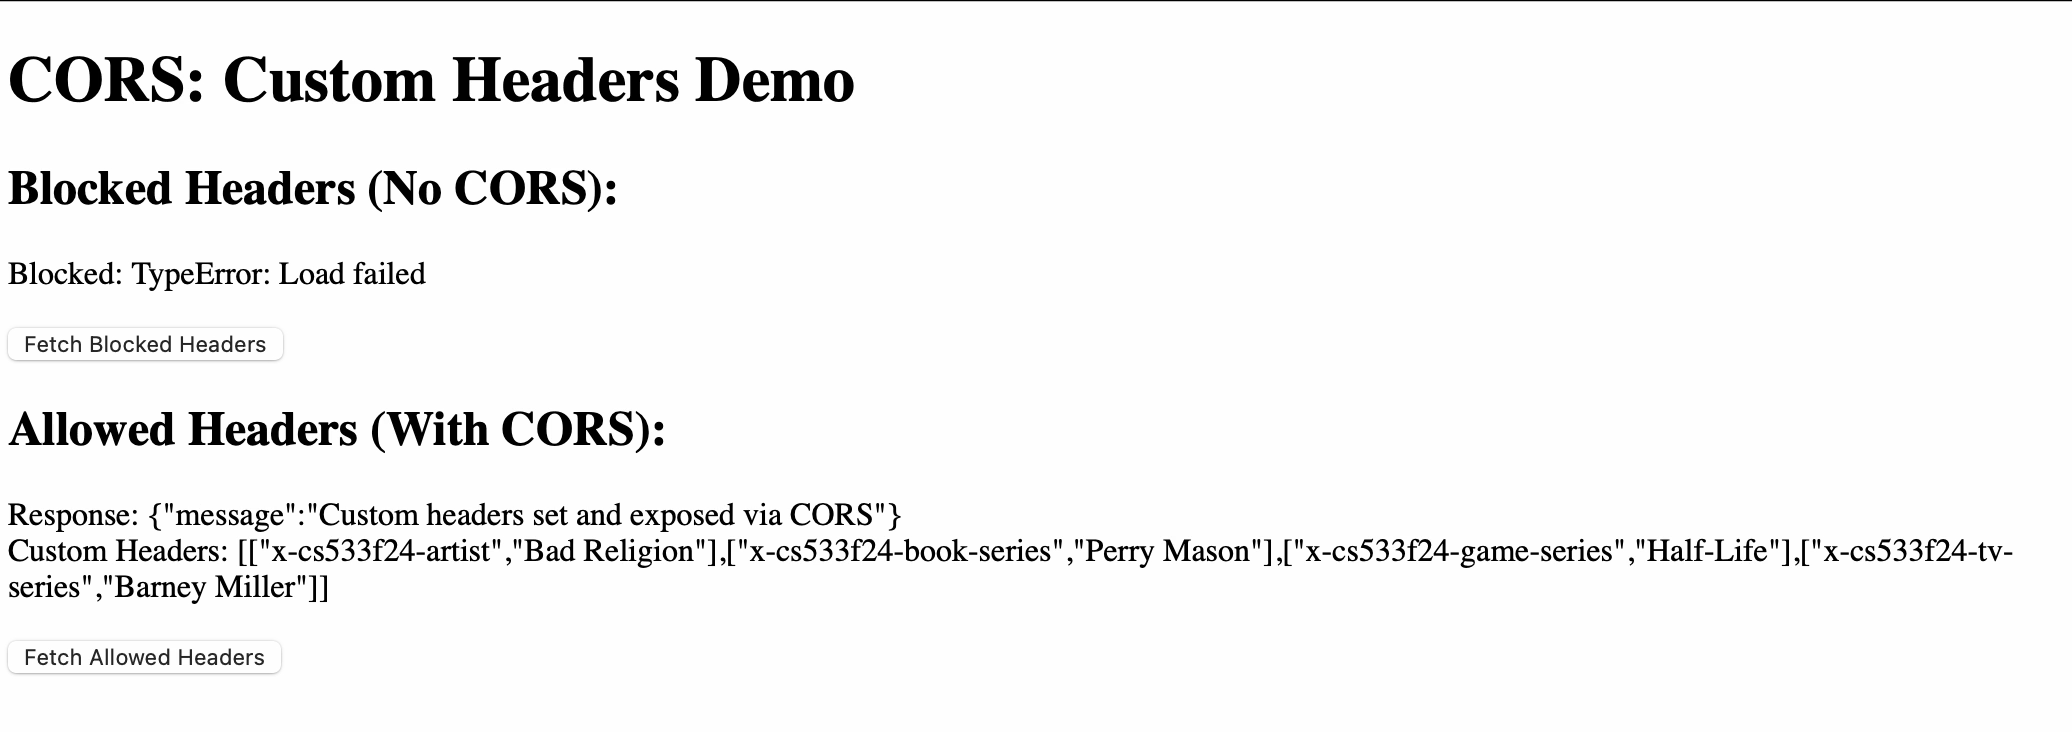 CORS: Custom Headers Demo
Blocked Headers (No CORS):
Blocked: TypeError: Load failed
Fetch Blocked Headers
Allowed Headers (With CORS):
Response: {"message":"Custom headers set and exposed via CORS"}
Custom Headers: [["x-cs533f24-artist","Bad Religion"],["x-cs533f24-book-series","Perry Mason"],["x-cs533f24-game-series","Half-Life"],["x-cs533f24-tv-
series","Barney Miller"]]
Fetch Allowed Headers